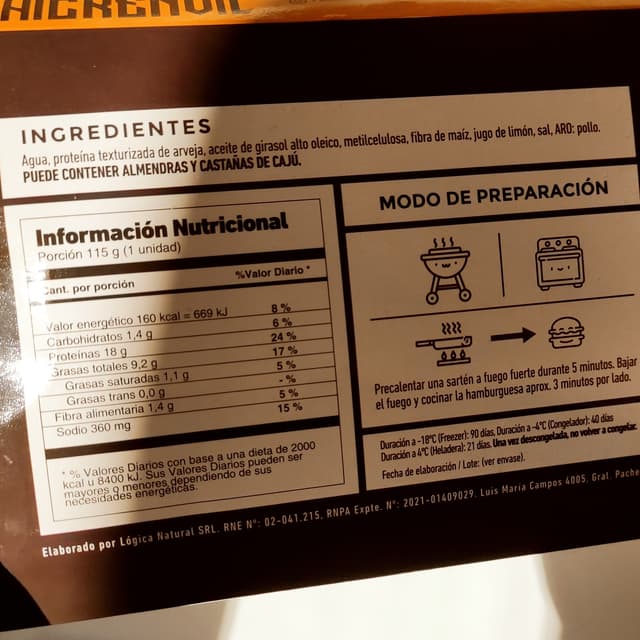 INGREDIENTES
Agua, proteína texturizada de arveja, aceite de girasol alto oleico, metilcelulosa, fibra de maíz, jugo de limón, sal, ARO: pollo.
PUEDE CONTENER ALMENDRAS Y CASTAÑAS DE CAJÚ.
Información Nutricional
Porción 115 g (1 unidad)
Cant. por porción %Valor Diario *
Valor energético 160 kcal = 669 kJ 8 %
Carbohidratos 1,4 g 6 %
Proteínas 18 g 24 %
Grasas totales 9,2 g 17 %
Grasas saturadas 1,1 g 5 %
Grasas trans 0,0 g - %
Fibra alimentaria 1,4 g 5 %
Sodio 360 mg 15 %
* % Valores Diarios con base a una dieta de 2000
kcal u 8400 kJ. Sus Valores Diarios pueden ser
mayores o menores dependiendo de sus
necesidades energéticas.
MODO DE PREPARACIÓN
Precalentar una sartén a fuego fuerte durante 5 minutos. Bajar
el fuego y cocinar la hamburguesa aprox. 3 minutos por lado.
Duración a -18°C (Freezer): 90 días, Duración a -4°C (Congelador): 40 días
Duración a 4°C (Heladera): 21 días. Una vez descongelada, no volver a congelar.
Fecha de elaboración / Lote: (ver envase).
Elaborado por Lógica Natural SRL. RNE N°: 02-041.215, RNPA Expte. N°: 2021-01409029. Luis María Campos 4005, Gral. Pache